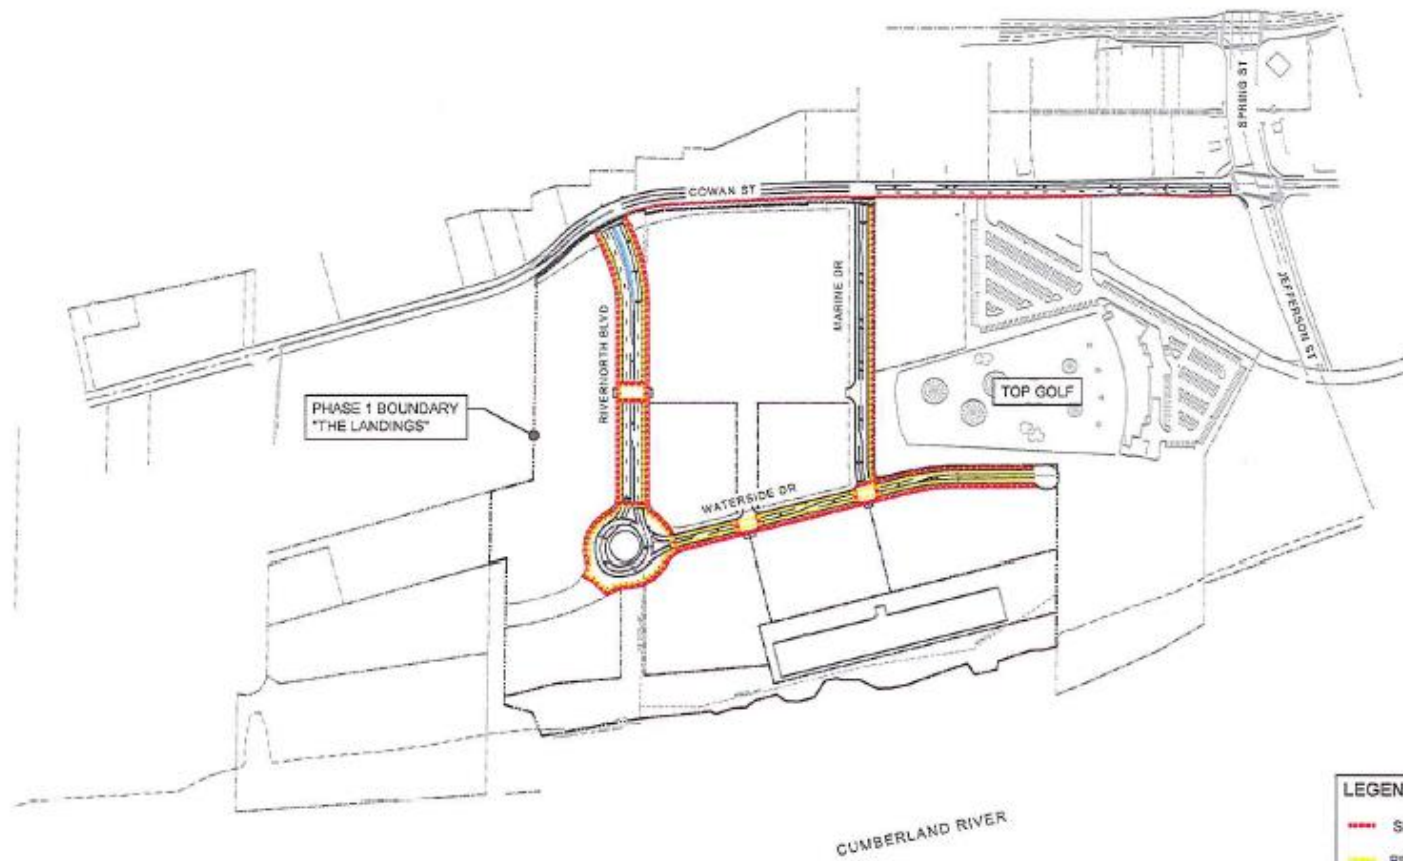 SPRING ST
COWAN ST
JEFFERSON ST
MARINE DR
RIVERNORTH BLVD
TOP GOLF
PHASE 1 BOUNDARY
"THE LANDINGS"
WATERSIDE DR
CUMBERLAND RIVER
LEGEN
S